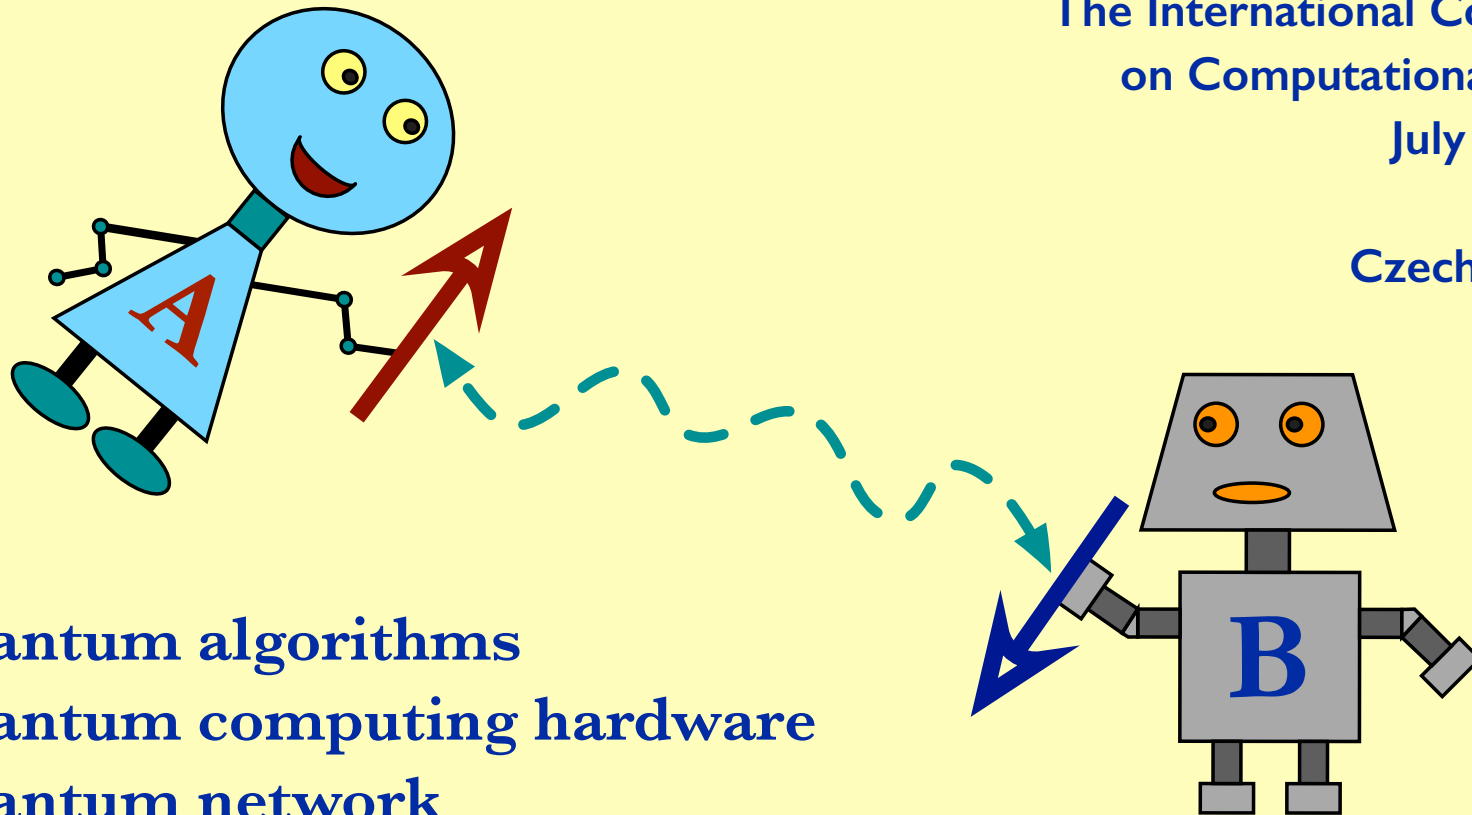 The International Co
on Computationa
July
Czech
A
B
antum algorithms
antum computing hardware
antum network